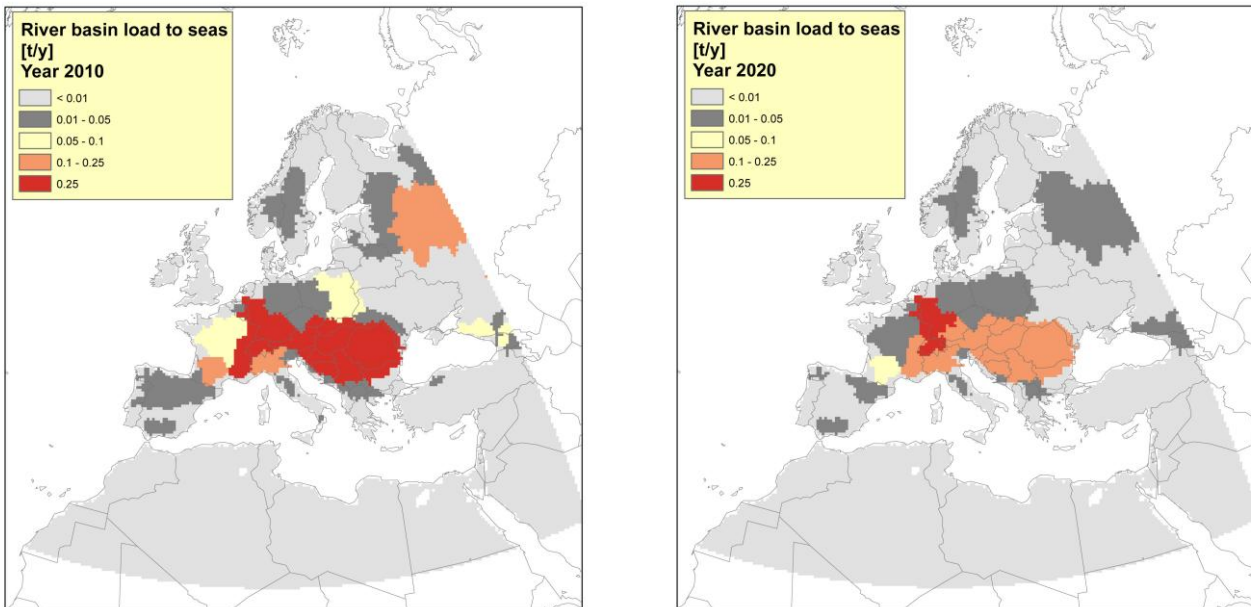 River basin load to seas
[t/y]
Year 2010
< 0.01
0.01 - 0.05
0.05 - 0.1
0.1 - 0.25
0.25
River basin load to seas
[t/y]
Year 2020
< 0.01
0.01 - 0.05
0.05 - 0.1
0.1 - 0.25
0.25